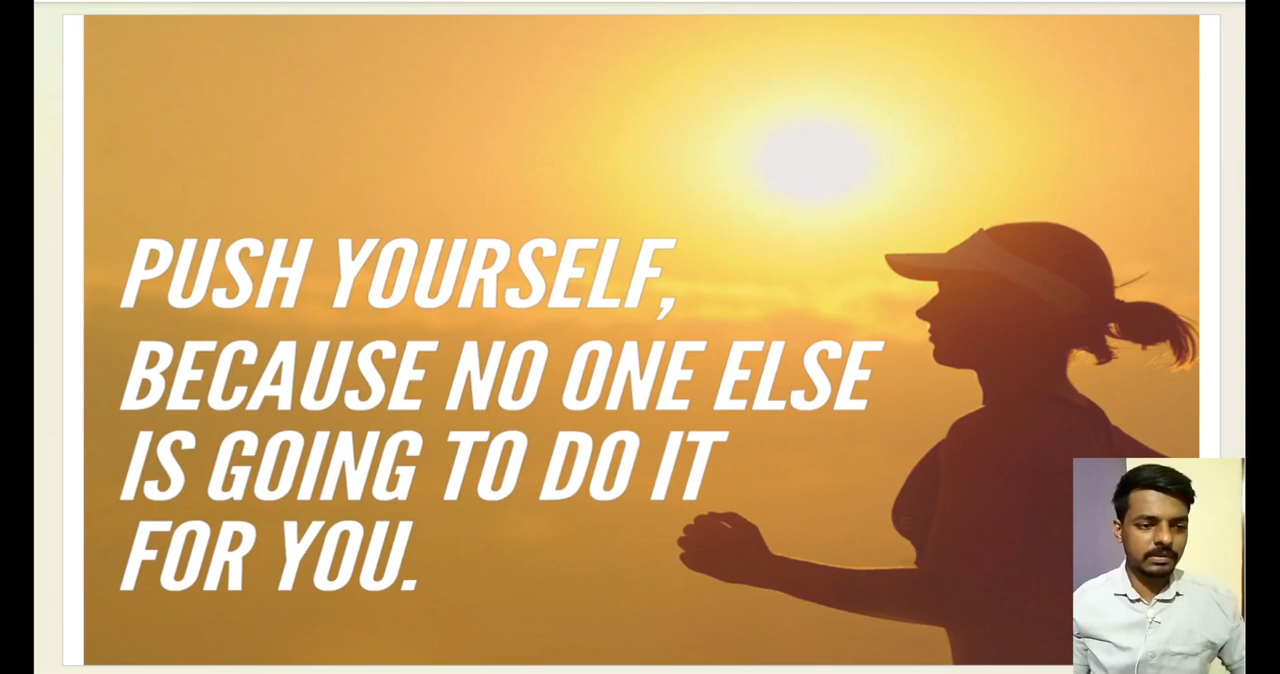 PUSH YOURSELF,
BECAUSE NO ONE ELSE
IS GOING TO DO IT
FOR YOU.